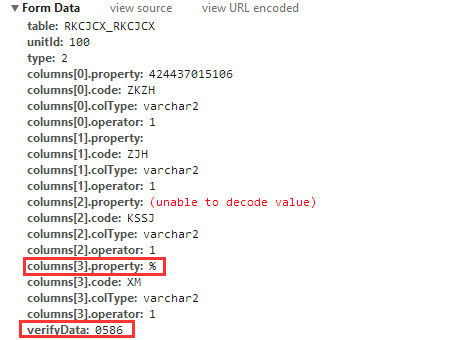 ▼ Form Data view source view URL encoded
table: RKCJCX_RKCJCX
unitId: 100
type: 2
columns[0].property: 424437015106
columns[0].code: ZKZH
columns[0].colType: varchar2
columns[0].operator: 1
columns[1].property:
columns[1].code: ZJH
columns[1].colType: varchar2
columns[1].operator: 1
columns[2].property: (unable to decode value)
columns[2].code: KSSJ
columns[2].colType: varchar2
columns[2].operator: 1
columns[3].property: %
columns[3].code: XM
columns[3].colType: varchar2
columns[3].operator: 1
verifyData: 0586